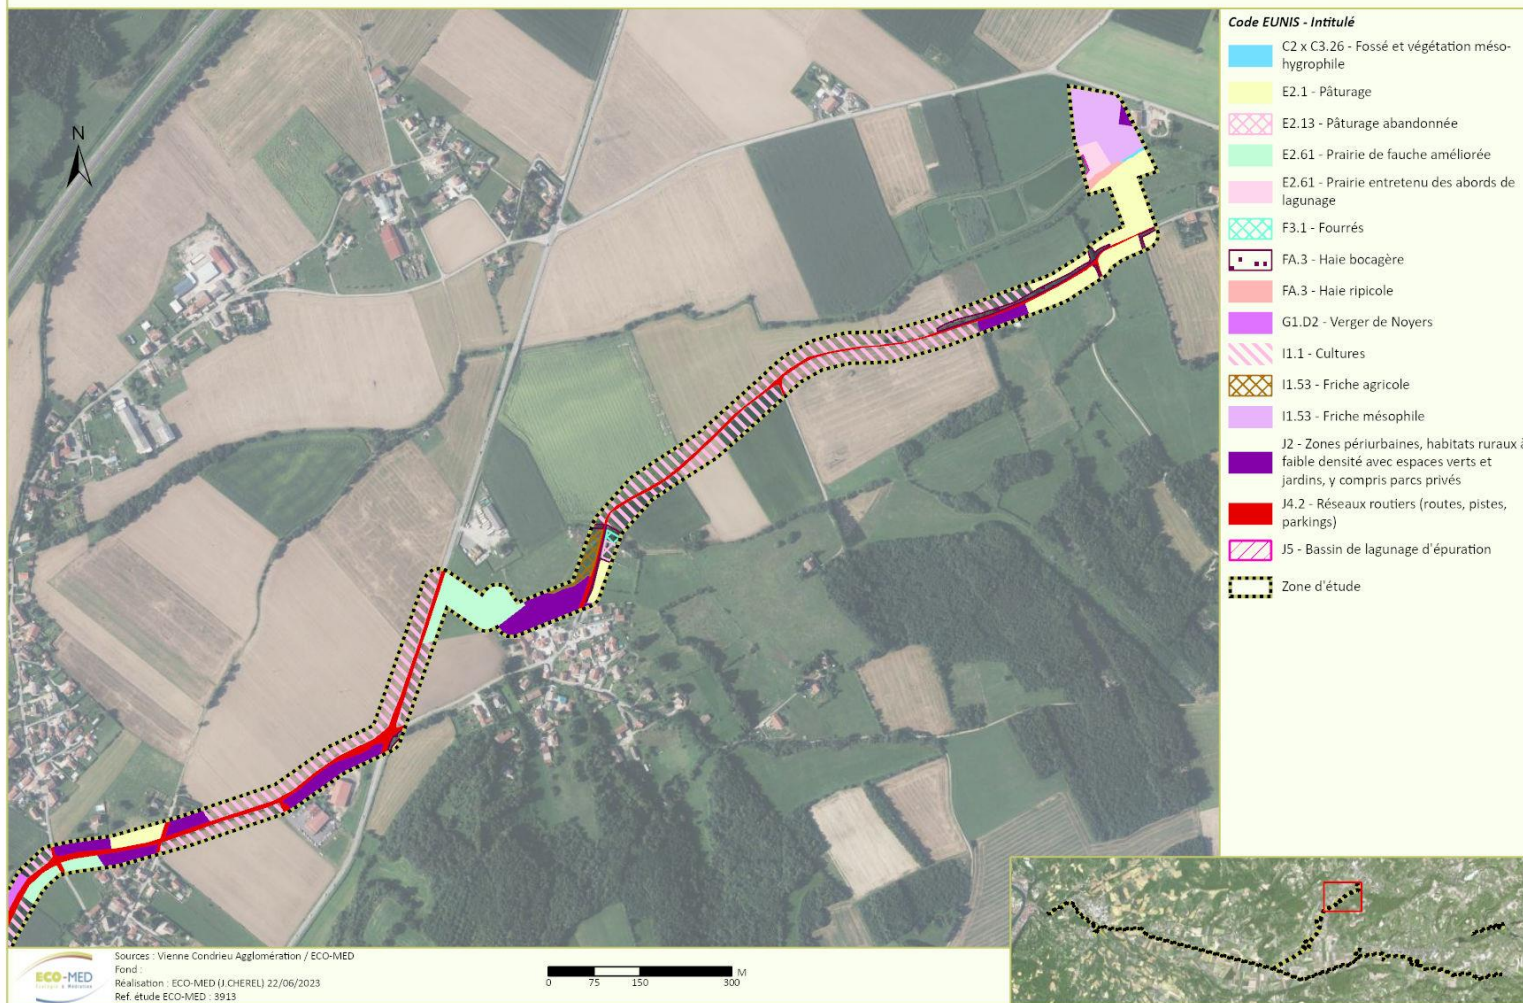 Code EUNIS - Intitulé
C2 x C3.26 - Fossé et végétation méso-
hygrophile
E2.1 - Pâturage
E2.13 - Pâturage abandonnée
E2.61 - Prairie de fauche améliorée
E2.61 - Prairie entretenu des abords de
lagunage
F3.1 - Fourrés
FA.3 - Haie bocagère
FA.3 - Haie ripicole
G1.D2 - Verger de Noyers
I1.1 - Cultures
I1.53 - Friche agricole
I1.53 - Friche mésophile
J2 - Zones périurbaines, habitats ruraux à
faible densité avec espaces verts et
jardins, y compris parcs privés
J4.2 - Réseaux routiers (routes, pistes,
parkings)
J5 - Bassin de lagunage d'épuration
Zone d'étude
N
ECO-MED
Ecologie & Médiation
Sources : Vienne Condrieu Agglomération / ECO-MED
Fond :
Réalisation : ECO-MED (J.CHEREL) 22/06/2023
Ref. étude ECO-MED : 3913
M
0 75 150 300